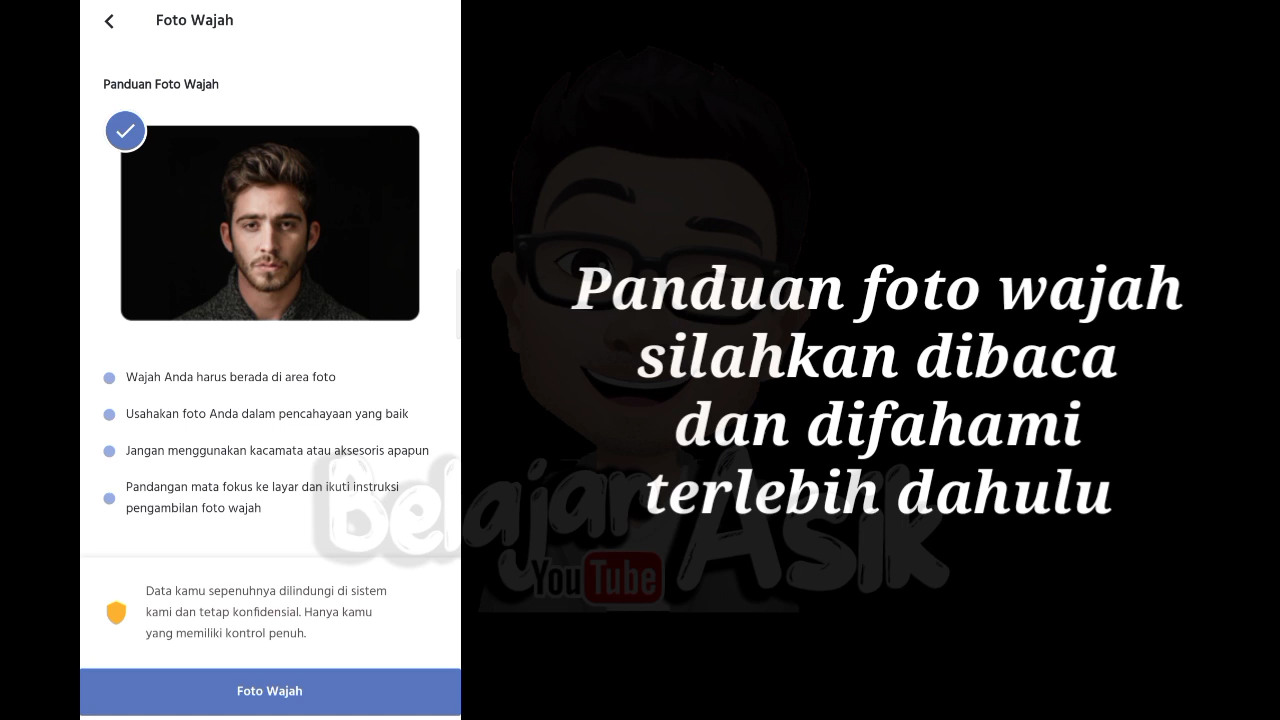 Foto Wajah
Panduan Foto Wajah
Wajah Anda harus berada di area foto
Usahakan foto Anda dalam pencahayaan yang baik
Jangan menggunakan kacamata atau aksesoris apapun
Pandangan mata fokus ke layar dan ikuti instruksi
pengambilan foto wajah
Data kamu sepenuhnya dilindungi di sistem
kami dan tetap konfidensial. Hanya kamu
yang memiliki kontrol penuh.
Foto Wajah
Panduan foto wajah
silahkan dibaca
dan difahami
terlebih dahulu
Belajar Asik
YouTube